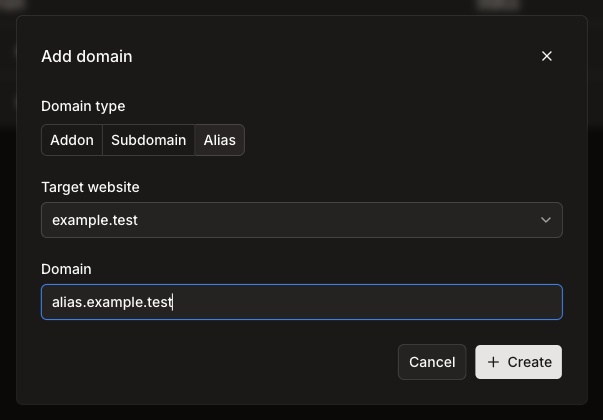 Add domain
Domain type
Addon Subdomain Alias
Target website
example.test
Domain
alias.example.test
Cancel + Create